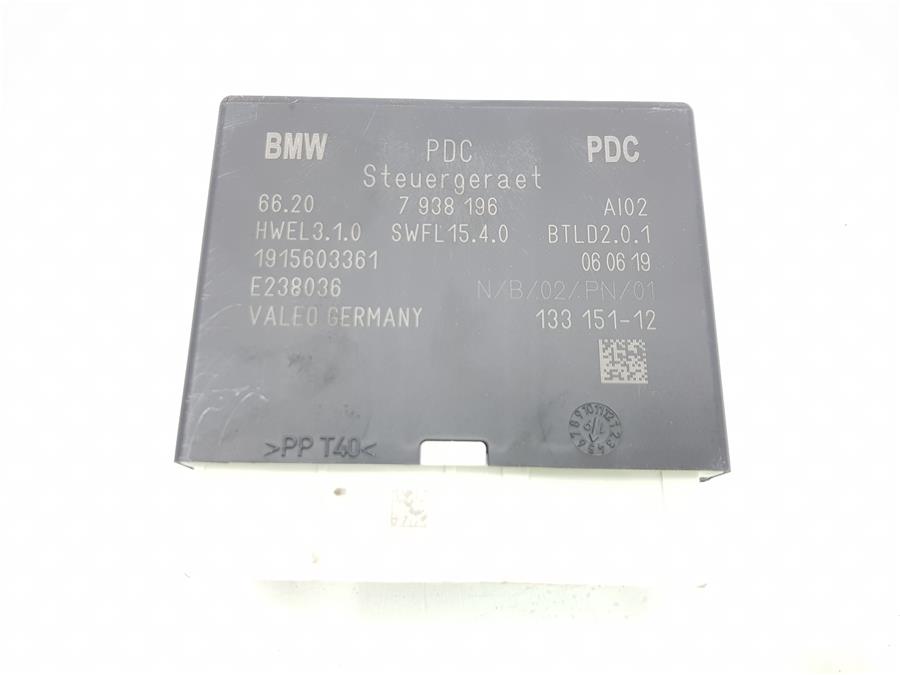 BMW PDC PDC
Steuergeraet
66.20 7 938 196 AI02
HWEL3.1.0 SWFL15.4.0 BTLD2.0.1
1915603361 06 06 19
E238036 N/B/02/PN/01
VALEO GERMANY 133 151-12
>PP T40<